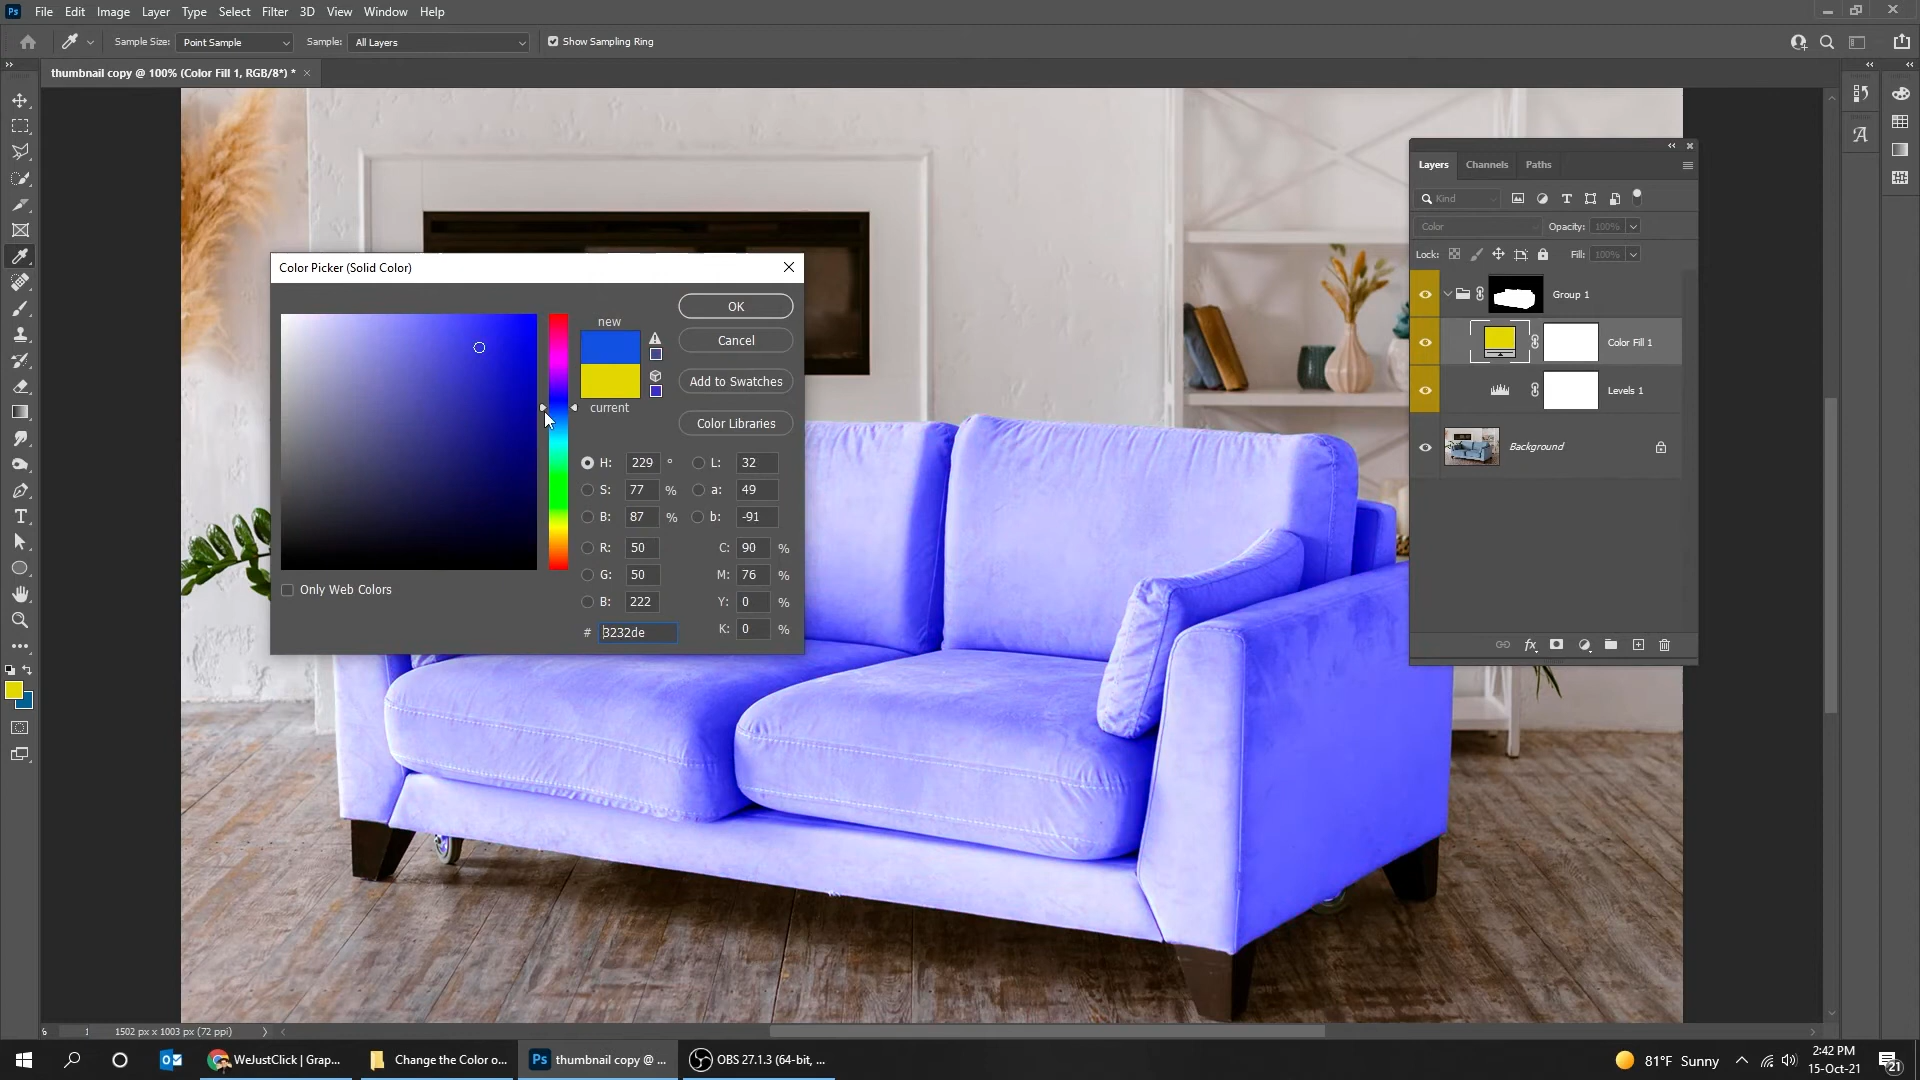 Ps File Edit Image Layer Type Select Filter 3D View Window Help
Sample Size: Point Sample Sample: All Layers Show Sampling Ring
thumbnail copy @ 100% (Color Fill 1, RGB/8*) * ×
Layers Channels Paths
Kind
Color Opacity: 100%
Lock: Fill: 100%
Group 1
Color Fill 1
Levels 1
Background
fx
Color Picker (Solid Color)
new
current
OK
Cancel
Add to Swatches
Color Libraries
H: 229 ° L: 32
S: 77 % a: 49
B: 87 % b: -91
R: 50 C: 90 %
G: 50 M: 76 %
B: 222 Y: 0 %
# 3232de K: 0 %
Only Web Colors
1502 px x 1003 px (72 ppi)
WeJustClick | Grap...
Change the Color o...
Ps thumbnail copy @ ...
OBS 27.1.3 (64-bit, ...
81°F Sunny
2:42 PM
15-Oct-21
21